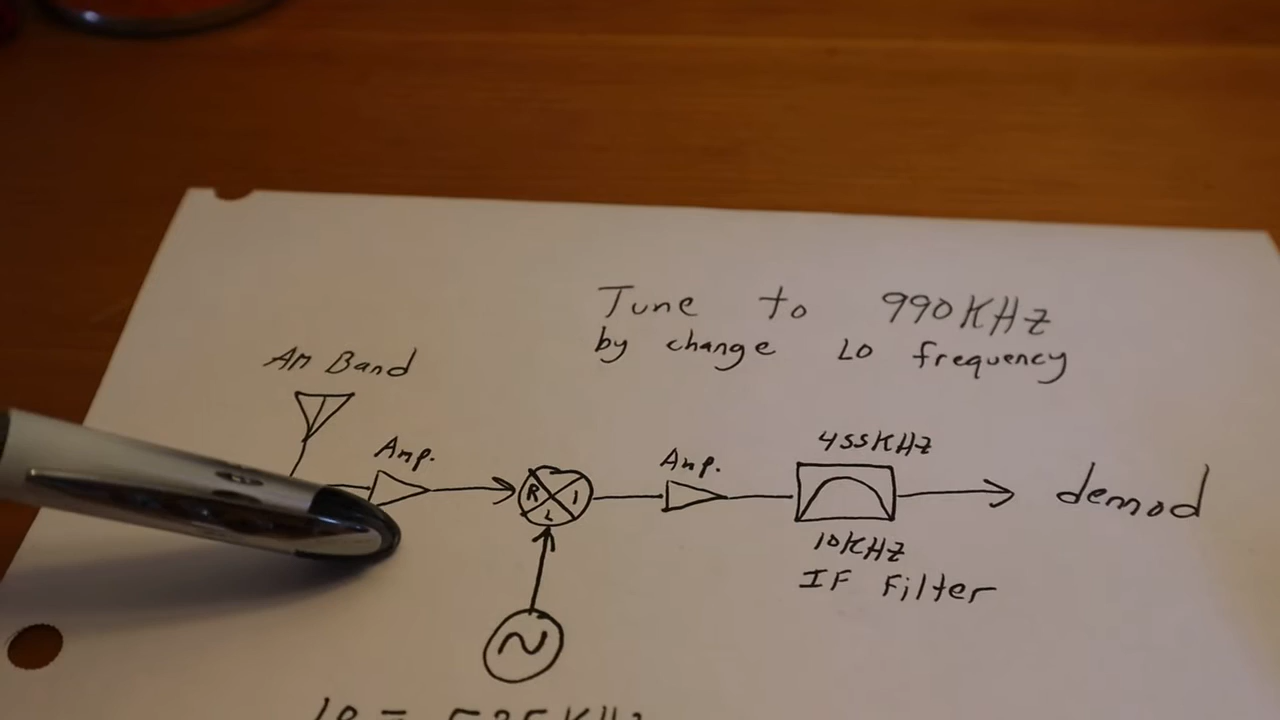 Tune to 990KHz
by change LO frequency
AM Band
Amp.
Amp.
455KHz
R I
L
demod
10KHz
IF Filter